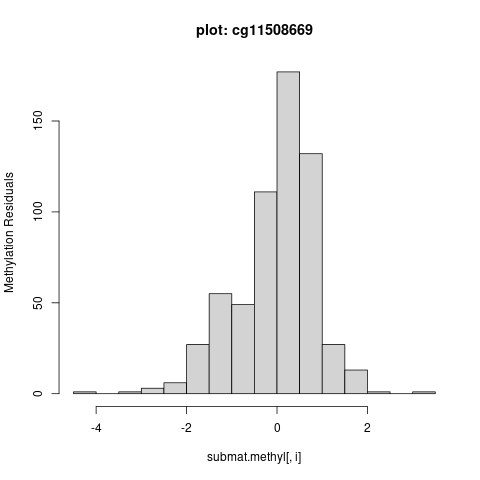 plot: cg11508669
Methylation Residuals
150
100
50
0
-4
-2
0
2
submat.methyl[, i]